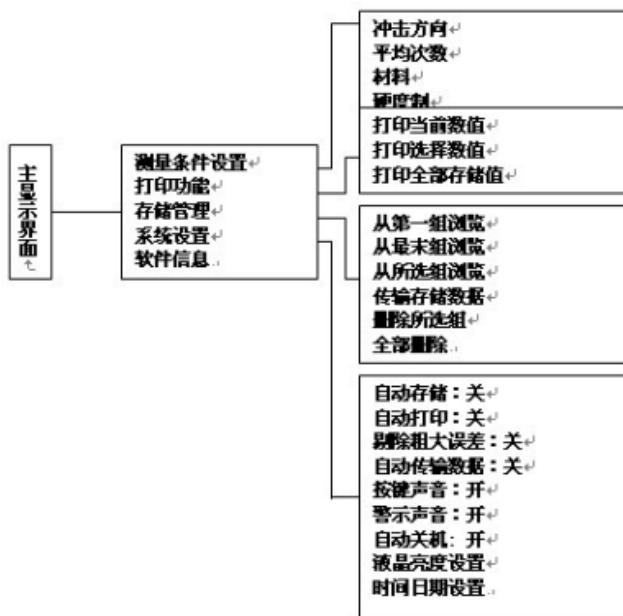 主显示界面
测量条件设置
打印功能
存储管理
系统设置
软件信息
冲击方向
平均次数
材料
硬度制
打印当前数值
打印选择数值
打印全部存储值
从第一组浏览
从最末组浏览
从所选组浏览
传输存储数据
删除所选组
全部删除
自动存储：关
自动打印：关
剔除粗大误差：关
自动传输数据：关
按键声音：开
警示声音：开
自动关机：开
液晶亮度设置
时间日期设置